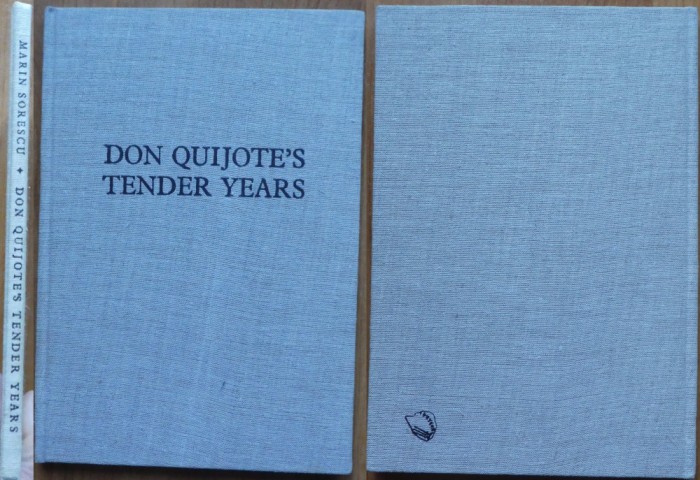 MARIN SORESCU ✦ DON QUIJOTE'S TENDER YEARS
DON QUIJOTE'S
TENDER YEARS